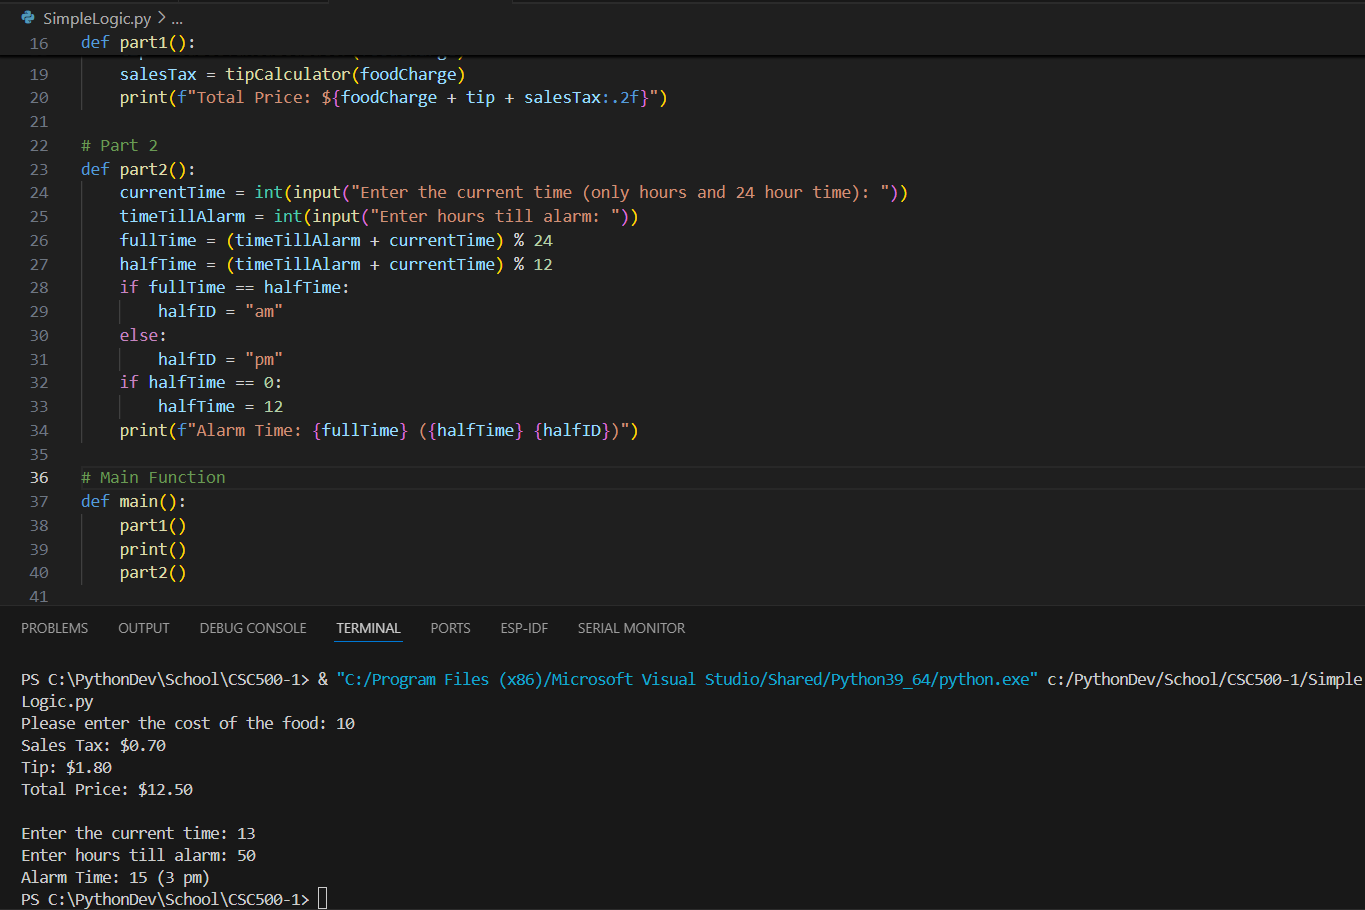 SimpleLogic.py > ...
16 def part1():
19 salesTax = tipCalculator(foodCharge)
20 print(f"Total Price: ${foodCharge + tip + salesTax:.2f}")
21
22 # Part 2
23 def part2():
24 currentTime = int(input("Enter the current time (only hours and 24 hour time): "))
25 timeTillAlarm = int(input("Enter hours till alarm: "))
26 fullTime = (timeTillAlarm + currentTime) % 24
27 halfTime = (timeTillAlarm + currentTime) % 12
28 if fullTime == halfTime:
29 halfID = "am"
30 else:
31 halfID = "pm"
32 if halfTime == 0:
33 halfTime = 12
34 print(f"Alarm Time: {fullTime} ({halfTime} {halfID})")
35
36 # Main Function
37 def main():
38 part1()
39 print()
40 part2()
41
PROBLEMS OUTPUT DEBUG CONSOLE TERMINAL PORTS ESP-IDF SERIAL MONITOR
PS C:\PythonDev\School\CSC500-1> & "C:/Program Files (x86)/Microsoft Visual Studio/Shared/Python39_64/python.exe" c:/PythonDev/School/CSC500-1/Simple
Logic.py
Please enter the cost of the food: 10
Sales Tax: $0.70
Tip: $1.80
Total Price: $12.50
Enter the current time: 13
Enter hours till alarm: 50
Alarm Time: 15 (3 pm)
PS C:\PythonDev\School\CSC500-1>